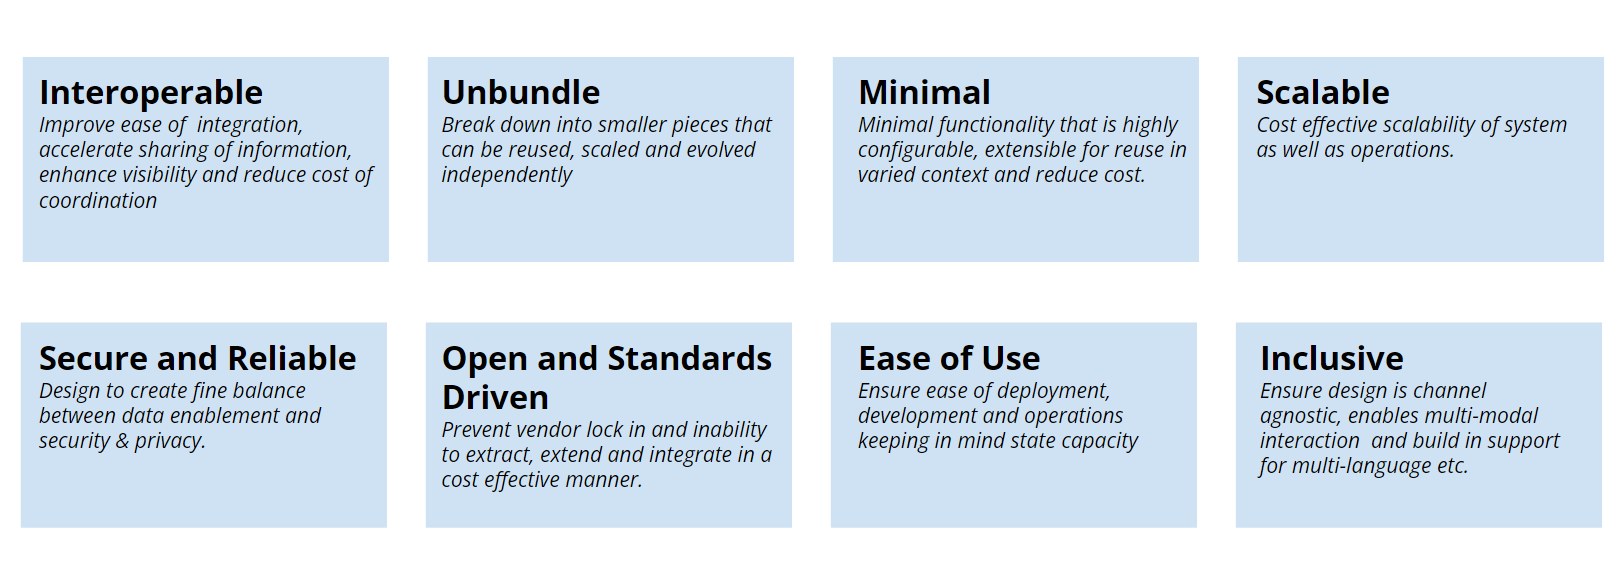 Interoperable
Improve ease of  integration,
accelerate sharing of information,
enhance visibility and reduce cost of
coordination
Unbundle
Break down into smaller pieces that
can be reused, scaled and evolved
independently
Minimal
Minimal functionality that is highly
configurable, extensible for reuse in
varied context and reduce cost.
Scalable
Cost effective scalability of system
as well as operations.
Secure and Reliable
Design to create fine balance
between data enablement and
security & privacy.
Open and Standards
Driven
Prevent vendor lock in and inability
to extract, extend and integrate in a
cost effective manner.
Ease of Use
Ensure ease of deployment,
development and operations
keeping in mind state capacity
Inclusive
Ensure design is channel
agnostic, enables multi-modal
interaction  and build in support
for multi-language etc.